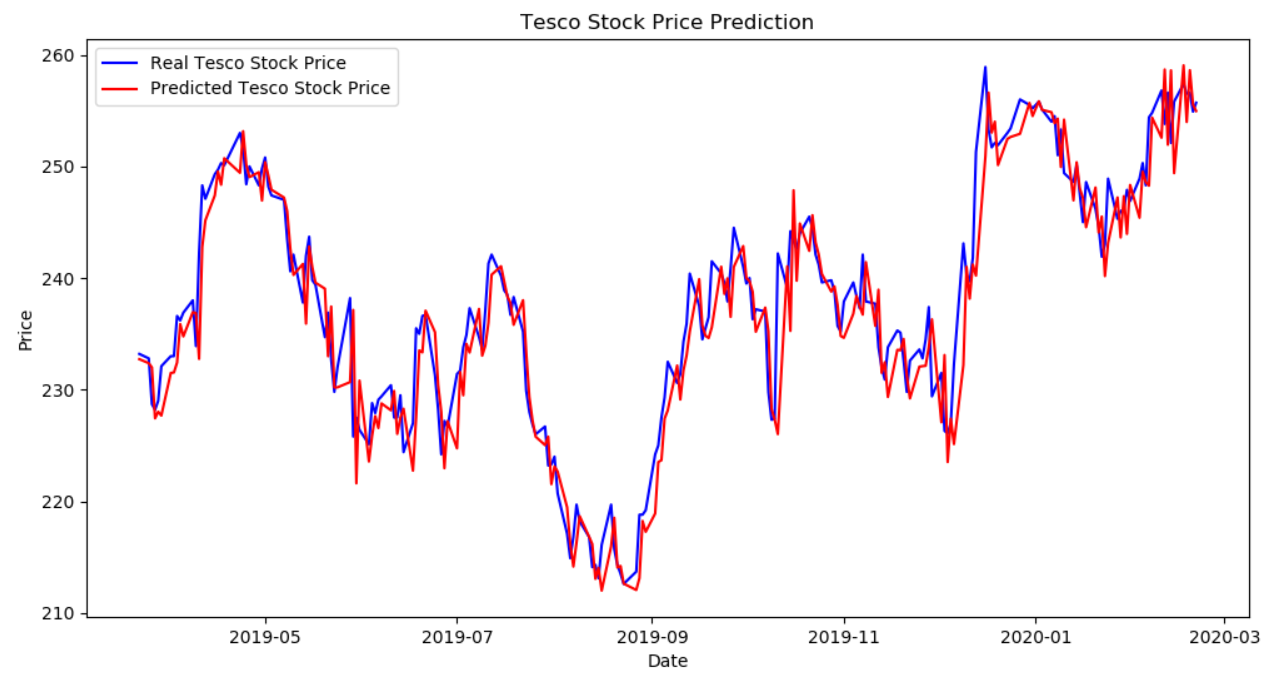 Tesco Stock Price Prediction
Real Tesco Stock Price
Predicted Tesco Stock Price
260
250
240
230
220
210
Price
2019-05 2019-07 2019-09 2019-11 2020-01 2020-03
Date